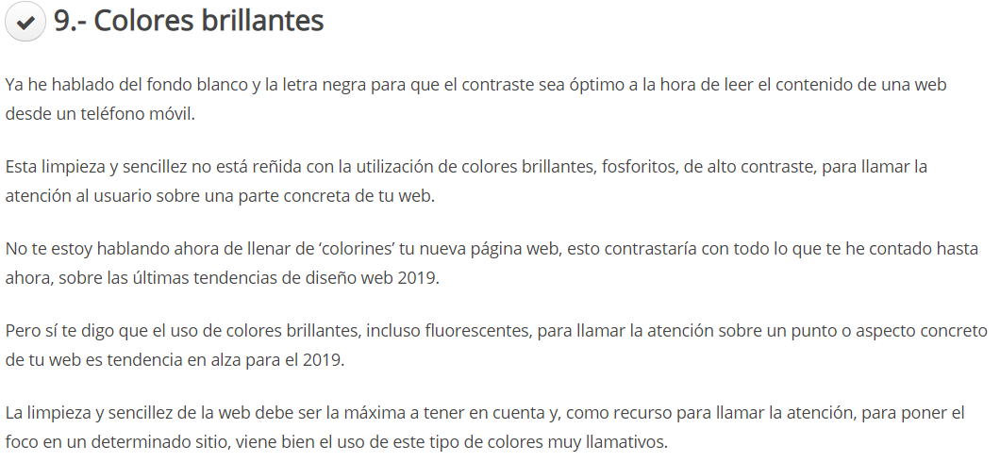 9.- Colores brillantes
Ya he hablado del fondo blanco y la letra negra para que el contraste sea óptimo a la hora de leer el contenido de una web
desde un teléfono móvil.
Esta limpieza y sencillez no está reñida con la utilización de colores brillantes, fosforitos, de alto contraste, para llamar la
atención al usuario sobre una parte concreta de tu web.
No te estoy hablando ahora de llenar de ‘colorines’ tu nueva página web, esto contrastaría con todo lo que te he contado hasta
ahora, sobre las últimas tendencias de diseño web 2019.
Pero sí te digo que el uso de colores brillantes, incluso fluorescentes, para llamar la atención sobre un punto o aspecto concreto
de tu web es tendencia en alza para el 2019.
La limpieza y sencillez de la web debe ser la máxima a tener en cuenta y, como recurso para llamar la atención, para poner el
foco en un determinado sitio, viene bien el uso de este tipo de colores muy llamativos.